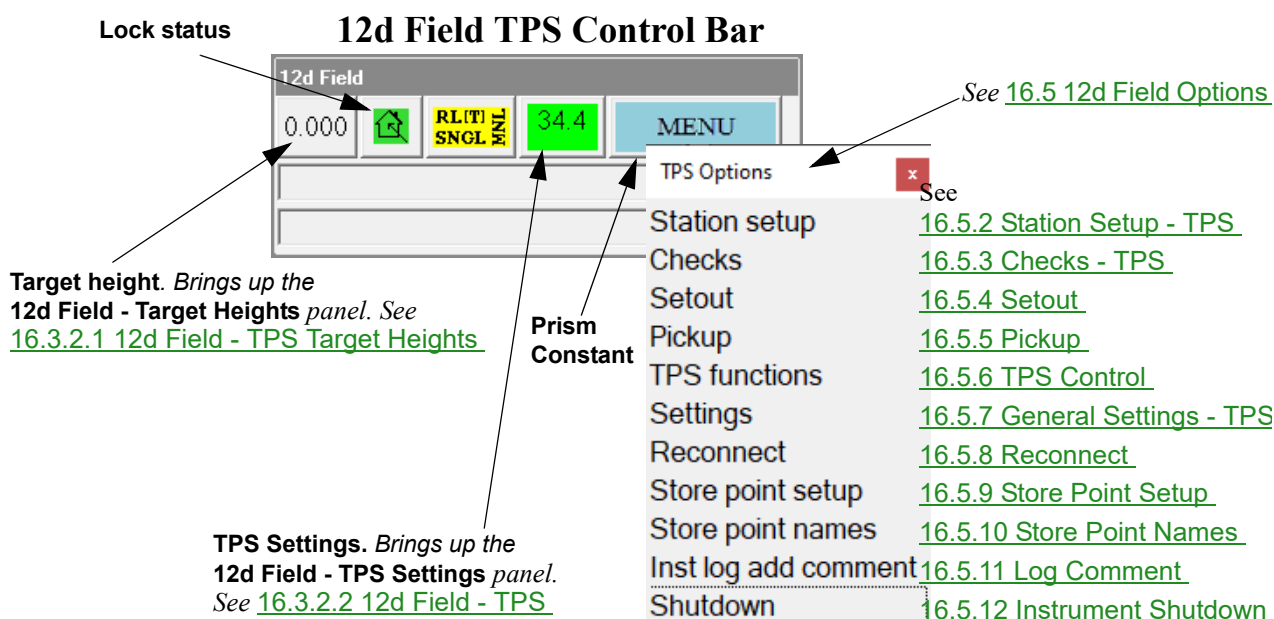 Lock status
12d Field TPS Control Bar
12d Field
See 16.5 12d Field Options
0.000
RL[T] SNGL MNL
34.4
MENU
TPS Options
x
See
Station setup 16.5.2 Station Setup - TPS
Checks 16.5.3 Checks - TPS
Setout 16.5.4 Setout
Pickup 16.5.5 Pickup
TPS functions 16.5.6 TPS Control
Settings 16.5.7 General Settings - TPS
Reconnect 16.5.8 Reconnect
Store point setup 16.5.9 Store Point Setup
Store point names 16.5.10 Store Point Names
Inst log add comment 16.5.11 Log Comment
Shutdown 16.5.12 Instrument Shutdown
Target height. Brings up the
12d Field - Target Heights panel. See
16.3.2.1 12d Field - TPS Target Heights
Prism
Constant
TPS Settings. Brings up the
12d Field - TPS Settings panel.
See 16.3.2.2 12d Field - TPS